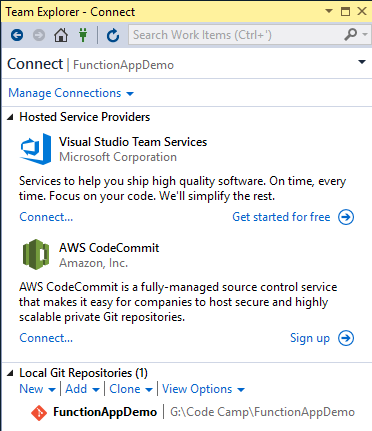 Team Explorer - Connect
Search Work Items (Ctrl+')
Connect | FunctionAppDemo
Manage Connections
Hosted Service Providers
Visual Studio Team Services
Microsoft Corporation
Services to help you ship high quality software. On time, every
time. Focus on your code. We'll simplify the rest.
Connect... Get started for free
AWS CodeCommit
Amazon, Inc.
AWS CodeCommit is a fully-managed source control service
that makes it easy for companies to host secure and highly
scalable private Git repositories.
Connect... Sign up
Local Git Repositories (1)
New | Add | Clone | View Options
FunctionAppDemo | G:\Code Camp\FunctionAppDemo